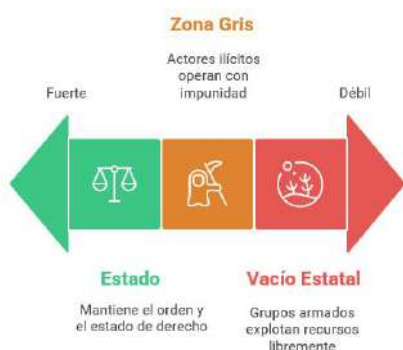 Zona Gris
Actores ilícitos
operan con
impunidad
Fuerte
Débil
Estado
Mantiene el orden y
el estado de derecho
Vacío Estatal
Grupos armados
explotan recursos
libremente